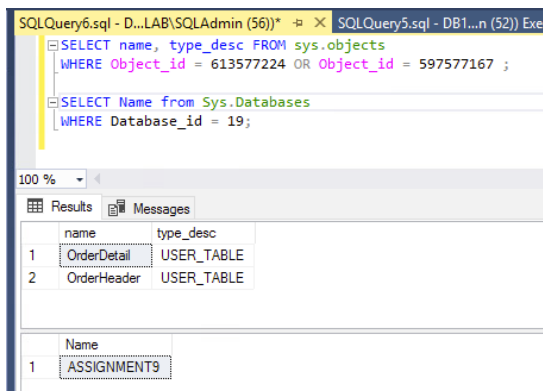 SQLQuery6.sql - D...LAB\SQLAdmin (56))* SQLQuery5.sql - DB1...n (52)) Exe
SELECT name, type_desc FROM sys.objects
WHERE Object_id = 613577224 OR Object_id = 597577167 ;
SELECT Name from Sys.Databases
WHERE Database_id = 19;
100 %
Results Messages
name type_desc
1 OrderDetail USER_TABLE
2 OrderHeader USER_TABLE
Name
1 ASSIGNMENT9